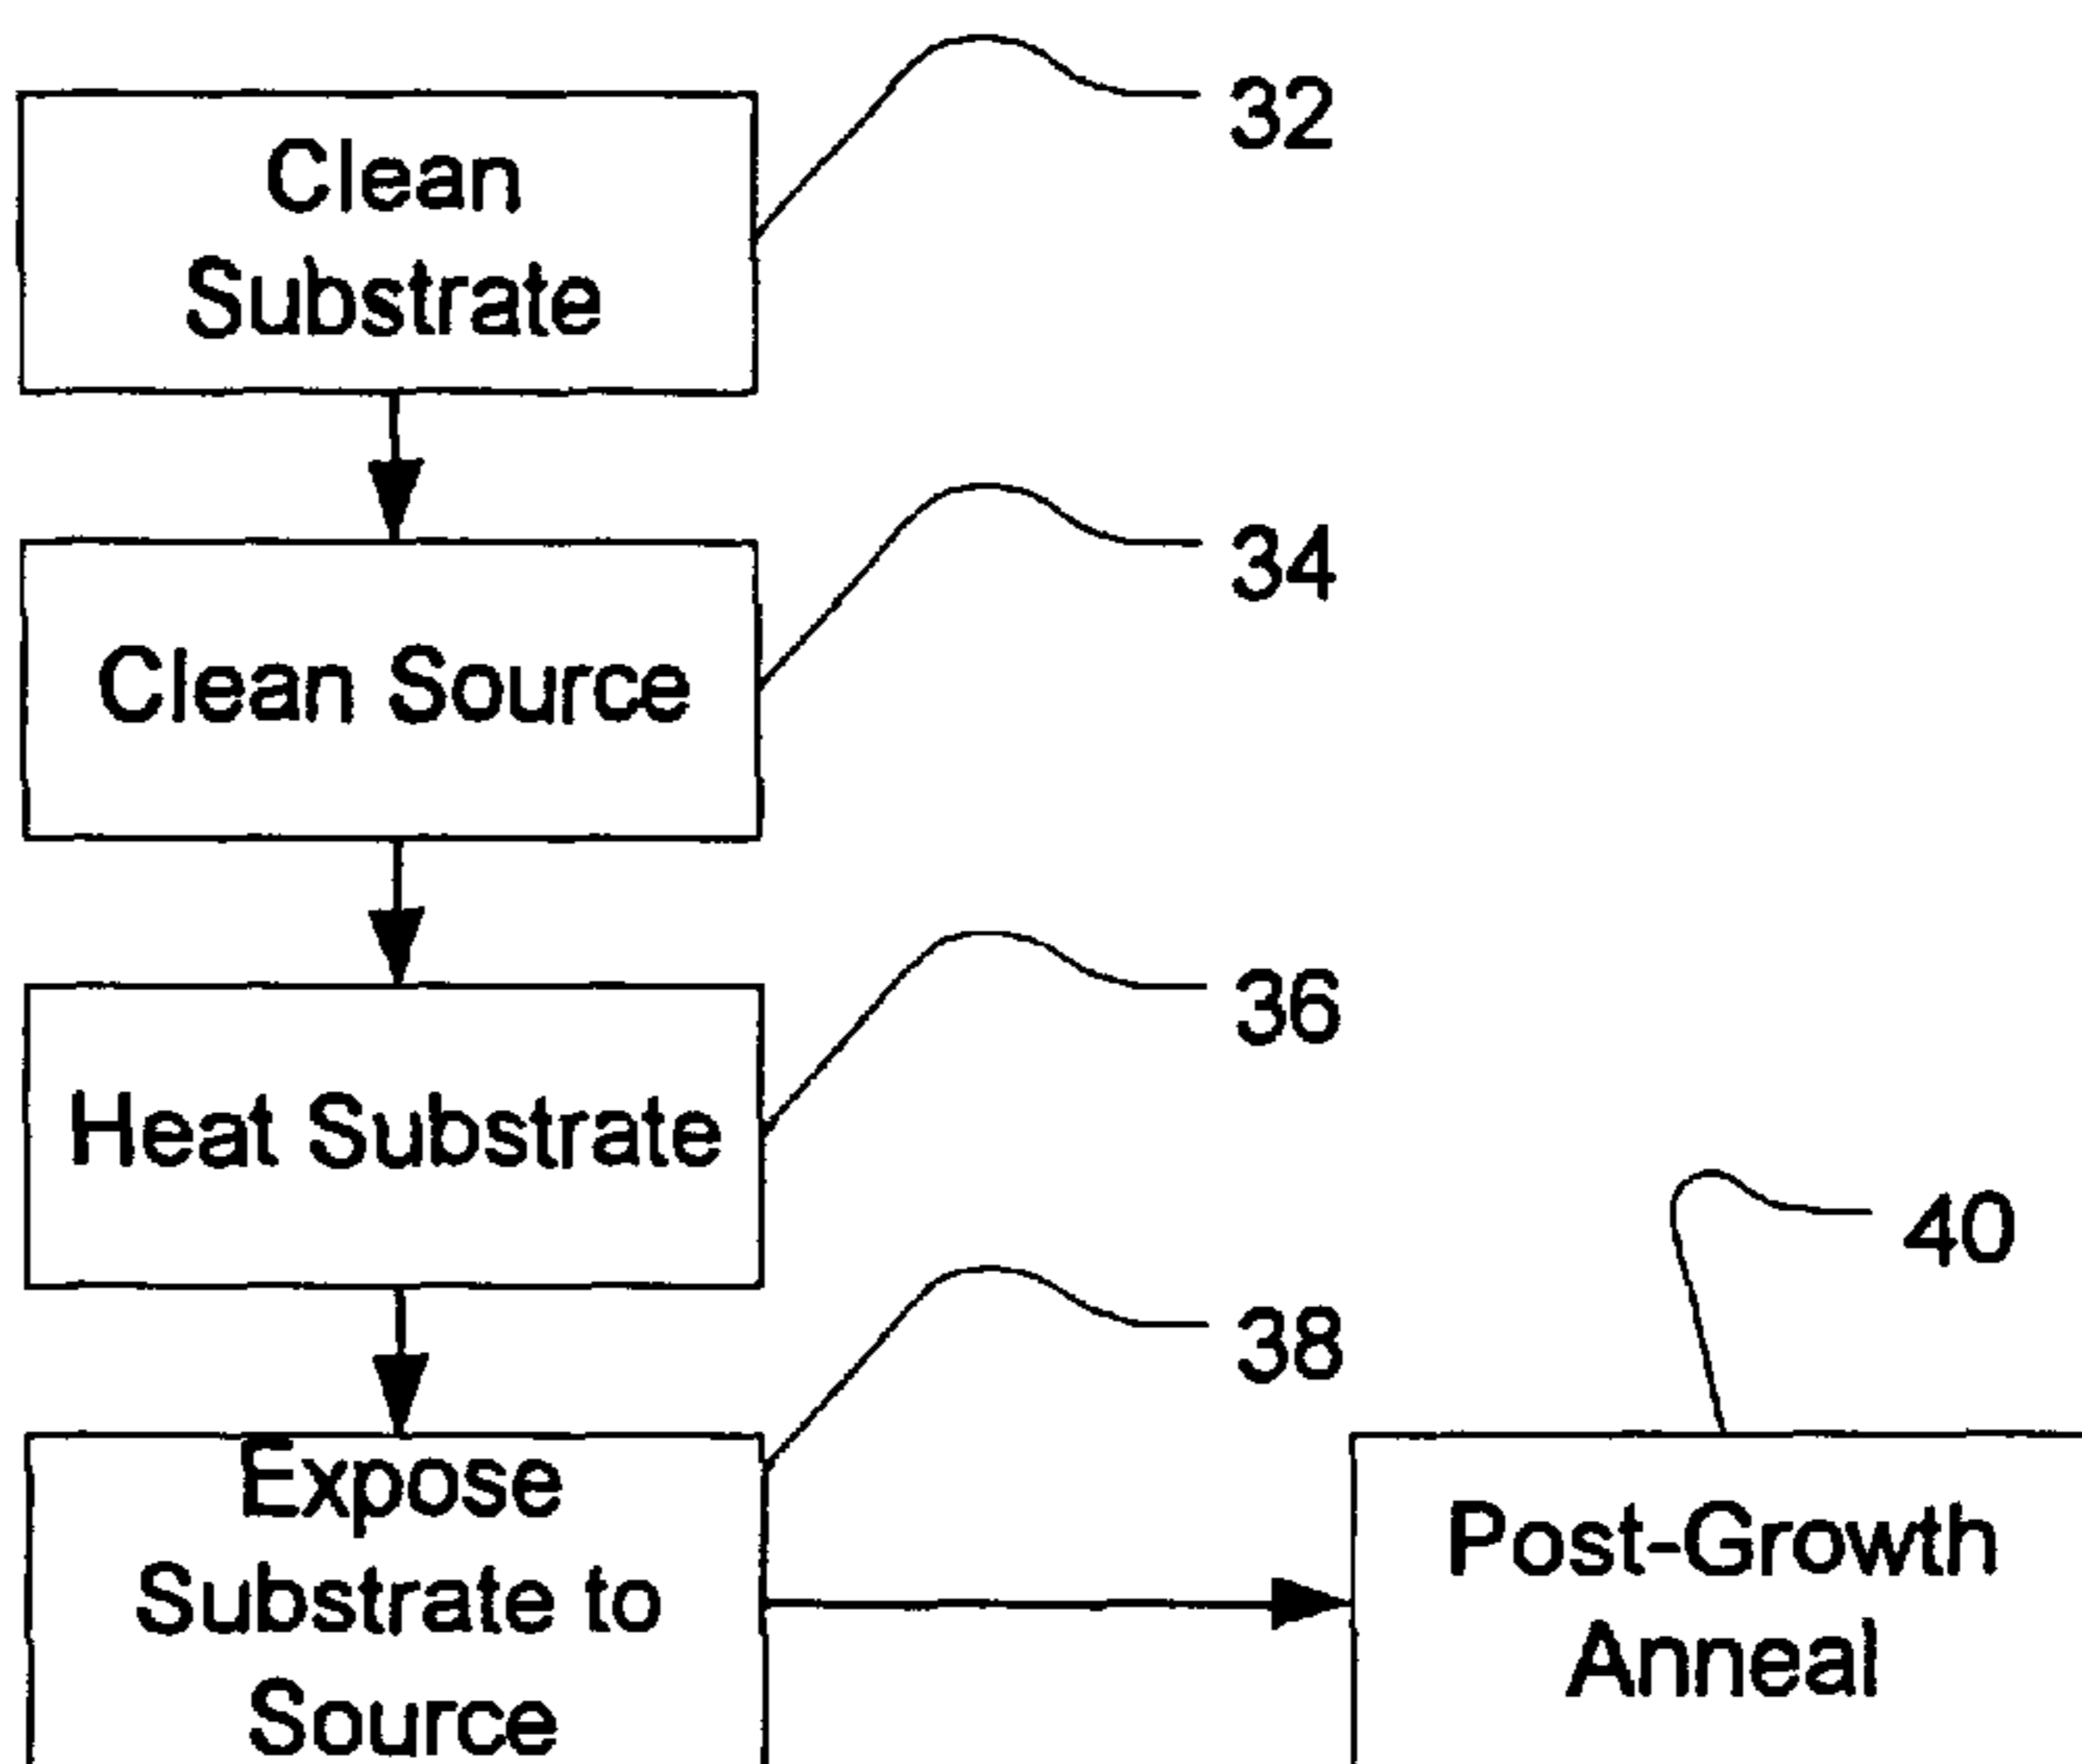 Clean
Substrate
32
Clean Source
34
Heat Substrate
36
Expose
Substrate to
Source
38
Post-Growth
Anneal
40